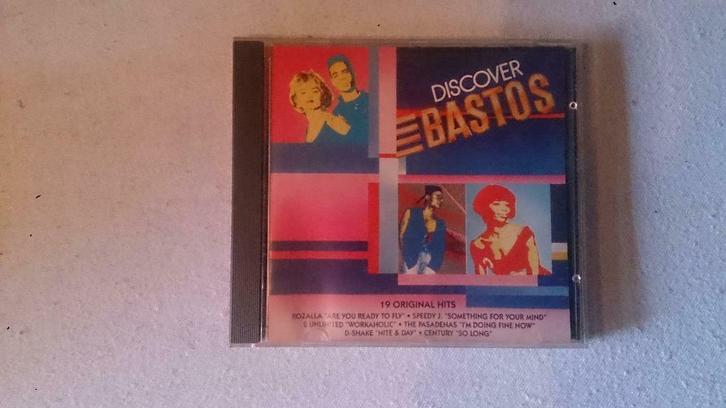 DISCOVER
BASTOS
19 ORIGINAL HITS
ROZALLA "ARE YOU READY TO FLY" • SPEEDY J. "SOMETHING FOR YOUR MIND"
2 UNLIMITED "WORKAHOLIC" • THE PASADENAS "I'M DOING FINE NOW"
D-SHAKE "NITE & DAY" • CENTURY "SO LONG"